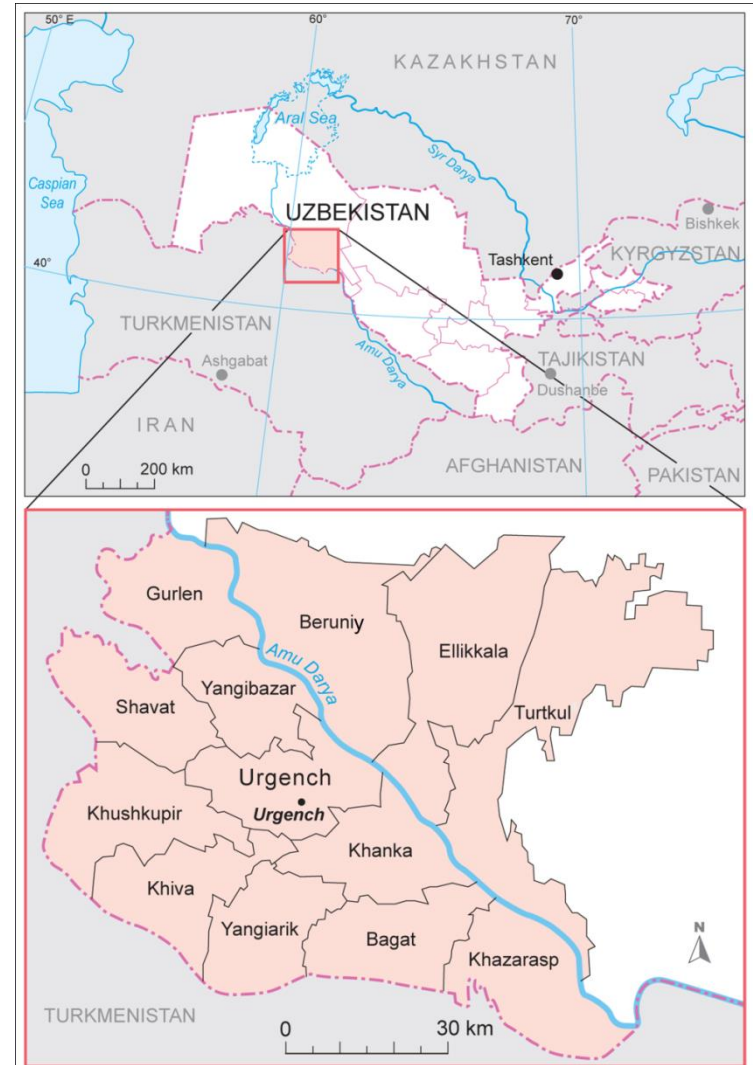 50° E
60°
70°
KAZAKHSTAN
Aral Sea
Syr Darya
Caspian
Sea
UZBEKISTAN
Bishkek
40°
Tashkent
KYRGYZSTAN
TURKMENISTAN
Ashgabat
Amu Darya
TAJIKISTAN
Dushanbe
IRAN
0 200 km
AFGHANISTAN
PAKISTAN
Gurlen
Beruniy
Amu Darya
Ellikkala
Yangibazar
Shavat
Turtkul
Urgench
Urgench
Khushkupir
Khanka
Khiva
Yangiarik
Bagat
Khazarasp
N
TURKMENISTAN
0 30 km